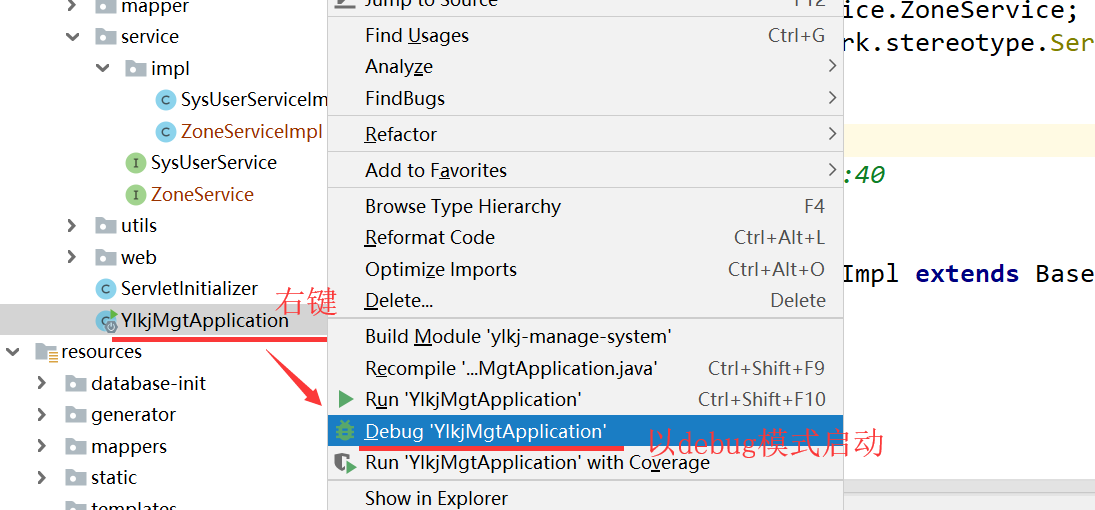 mapper
service
impl
SysUserServiceIm
ZoneServiceImpl
SysUserService
ZoneService
utils
web
ServletInitializer
YlkjMgtApplication
resources
database-init
generator
mappers
static
templates
右键
Jump to Source F12
Find Usages Ctrl+G
Analyze
FindBugs
Refactor
Add to Favorites
Browse Type Hierarchy F4
Reformat Code Ctrl+Alt+L
Optimize Imports Ctrl+Alt+O
Delete... Delete
Build Module 'ylkj-manage-system'
Recompile '...MgtApplication.java' Ctrl+Shift+F9
Run 'YlkjMgtApplication' Ctrl+Shift+F10
Debug 'YlkjMgtApplication'
以debug模式启动
Run 'YlkjMgtApplication' with Coverage
Show in Explorer
ice.ZoneService;
rk.stereotype.Ser
:40
Impl extends Base